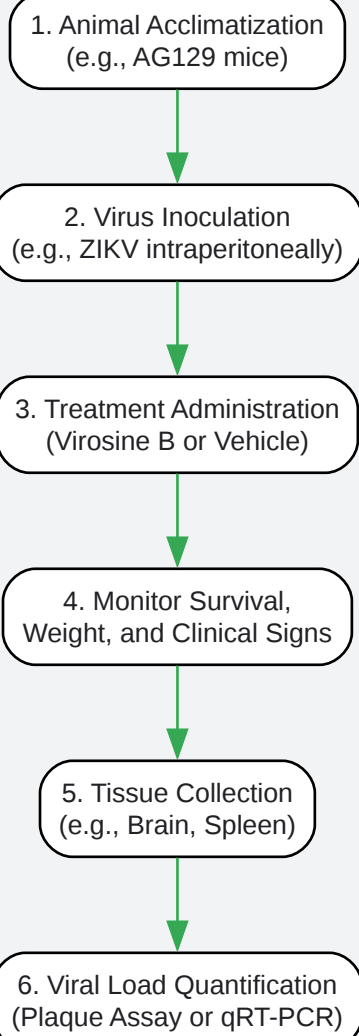 1. Animal Acclimatization
(e.g., AG129 mice)
2. Virus Inoculation
(e.g., ZIKV intraperitoneally)
3. Treatment Administration
(Virosine B or Vehicle)
4. Monitor Survival,
Weight, and Clinical Signs
5. Tissue Collection
(e.g., Brain, Spleen)
6. Viral Load Quantification
(Plaque Assay or qRT-PCR)